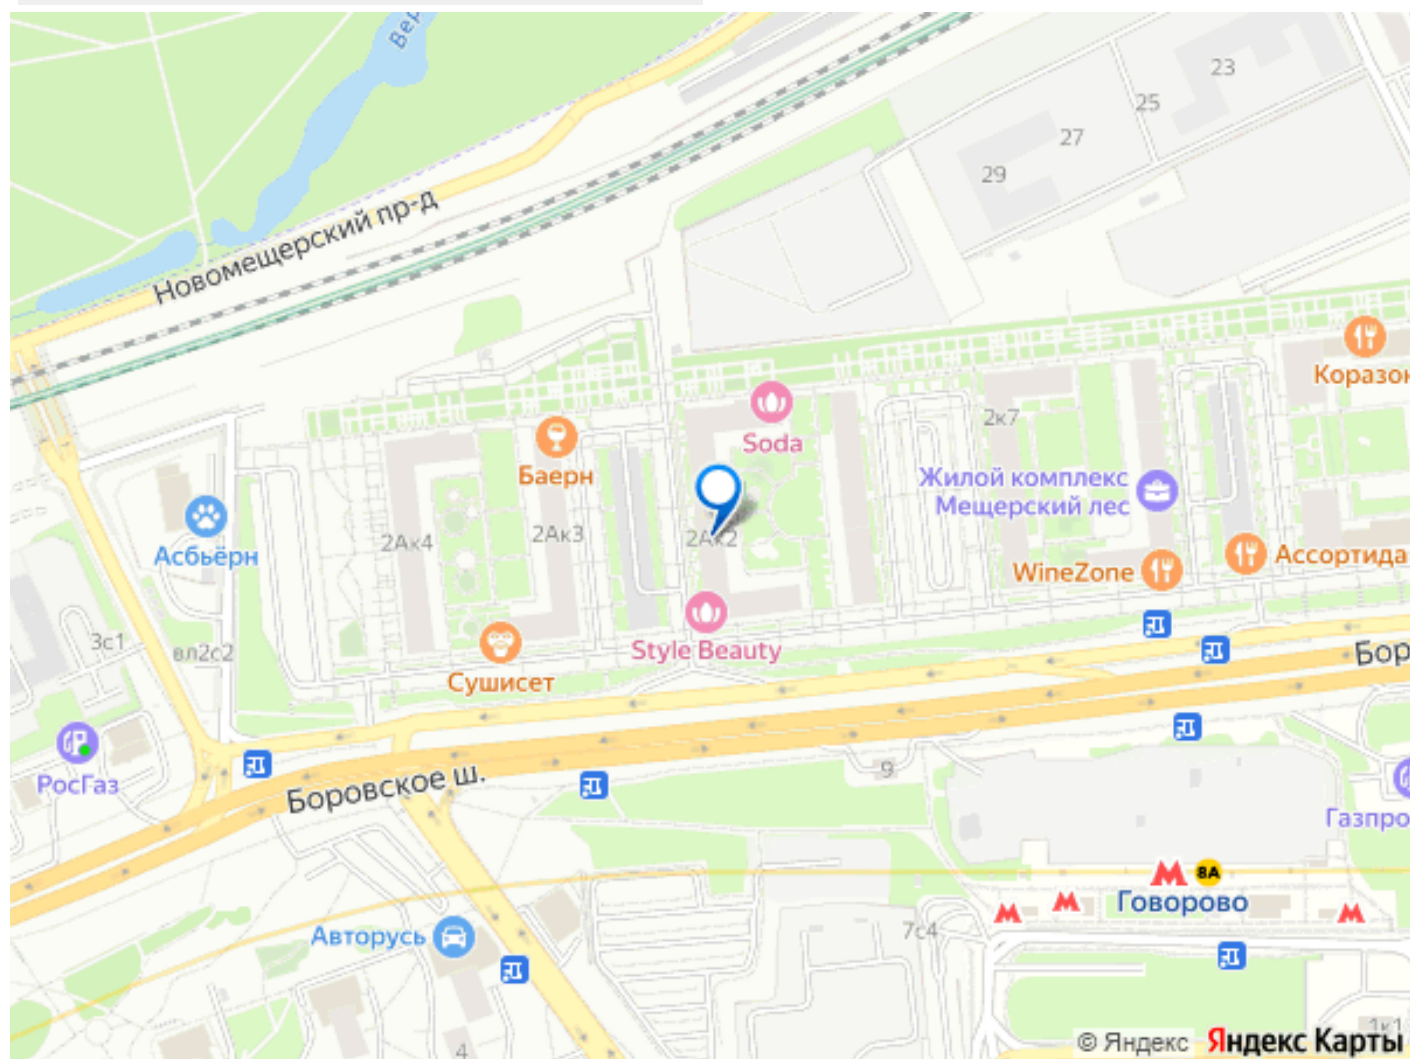 Вер
Новомещерский пр-д
23
25
27
29
Коразон
Soda
2к7
Баерн
Жилой комплекс
Мещерский лес
Асбьёрн
2Ак4
2Ак3
2Ак2
WineZone
Ассортида
3с1
вл2с2
Style Beauty
Сушисет
Бор
РосГаз
Боровское ш.
9
Газпро
8А
Говорово
Авторусь
7с4
4
1к1
© Яндекс Яндекс Карты